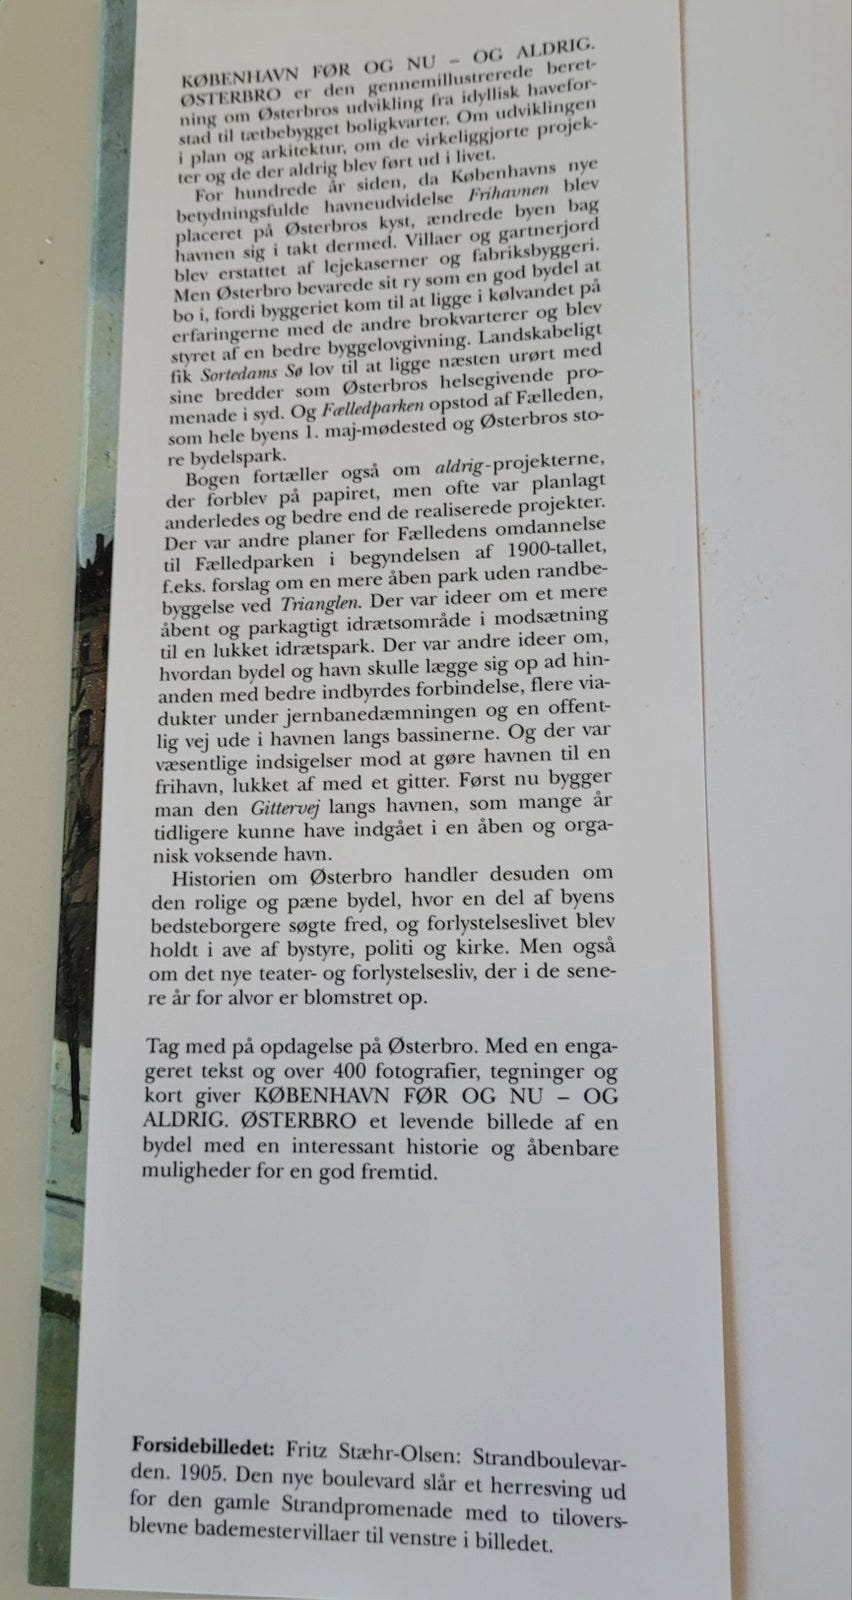 KØBENHAVN FØR OG NU – OG ALDRIG.
ØSTERBRO er den gennemillustrerede beret-
ning om Østerbros udvikling fra idyllisk havefor-
stad til tætbebygget boligkvarter. Om udviklingen
i plan og arkitektur, om de virkeliggjorte projek-
ter og de der aldrig blev ført ud i livet.
For hundrede år siden, da Københavns nye
betydningsfulde havneudvidelse Frihavnen blev
placeret på Østerbros kyst, ændrede byen bag
havnen sig i takt dermed. Villaer og gartnerjord
blev erstattet af lejekaserner og fabriksbyggeri.
Men Østerbro bevarede sit ry som en god bydel at
bo i, fordi byggeriet kom til at ligge i kølvandet på
erfaringerne med de andre brokvarterer og blev
styret af en bedre byggelovgivning. Landskabeligt
fik Sortedams Sø lov til at ligge næsten urørt med
sine bredder som Østerbros helsegivende pro-
menade i syd. Og Fælledparken opstod af Fælleden,
som hele byens 1. maj-mødested og Østerbros sto-
re bydelspark.
Bogen fortæller også om aldrig-projekterne,
der forblev på papiret, men ofte var planlagt
anderledes og bedre end de realiserede projekter.
Der var andre planer for Fælledens omdannelse
til Fælledparken i begyndelsen af 1900-tallet,
f.eks. forslag om en mere åben park uden randbe-
byggelse ved Trianglen. Der var ideer om et mere
åbent og parkagtigt idrætsområde i modsætning
til en lukket idrætspark. Der var andre ideer om,
hvordan bydel og havn skulle lægge sig op ad hin-
anden med bedre indbyrdes forbindelse, flere via-
dukter under jernbanedæmningen og en offent-
lig vej ude i havnen langs bassinerne. Og der var
væsentlige indsigelser mod at gøre havnen til en
frihavn, lukket af med et gitter. Først nu bygger
man den Gittervej langs havnen, som mange år
tidligere kunne have indgået i en åben og orga-
nisk voksende havn.
Historien om Østerbro handler desuden om
den rolige og pæne bydel, hvor en del af byens
bedsteborgere søgte fred, og forlystelseslivet blev
holdt i ave af bystyre, politi og kirke. Men også
om det nye teater- og forlystelsesliv, der i de sene-
re år for alvor er blomstret op.
Tag med på opdagelse på Østerbro. Med en enga-
geret tekst og over 400 fotografier, tegninger og
kort giver KØBENHAVN FØR OG NU – OG
ALDRIG. ØSTERBRO et levende billede af en
bydel med en interessant historie og åbenbare
muligheder for en god fremtid.
Forsidebilledet: Fritz Stæhr-Olsen: Strandboulevar-
den. 1905. Den nye boulevard slår et herresving ud
for den gamle Strandpromenade med to tilovers-
blevne bademestervillaer til venstre i billedet.